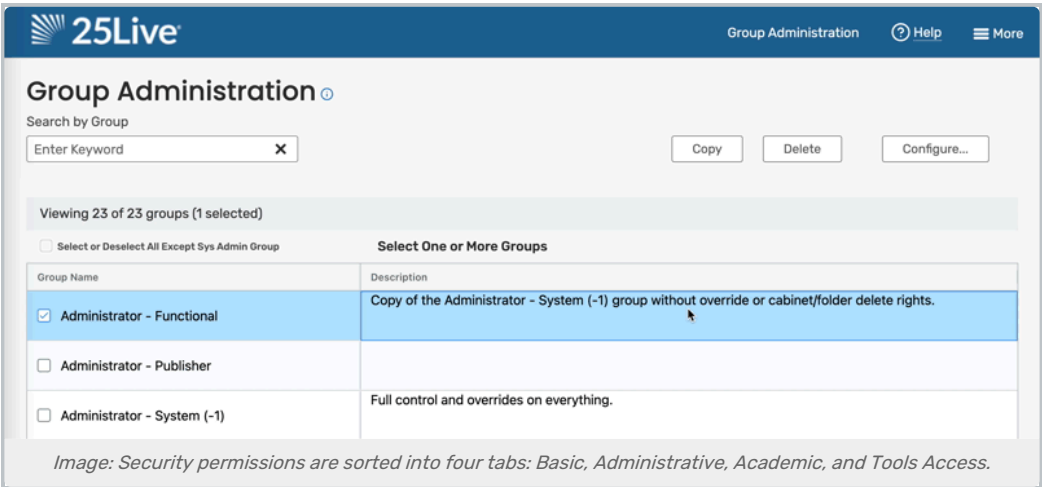 25Live
Group Administration
Help
More
Group Administration
Search by Group
Enter Keyword
Copy
Delete
Configure...
Viewing 23 of 23 groups (1 selected)
Select or Deselect All Except Sys Admin Group
Select One or More Groups
Group Name
Description
Administrator - Functional
Copy of the Administrator - System (-1) group without override or cabinet/folder delete rights.
Administrator - Publisher
Administrator - System (-1)
Full control and overrides on everything.
Image: Security permissions are sorted into four tabs: Basic, Administrative, Academic, and Tools Access.